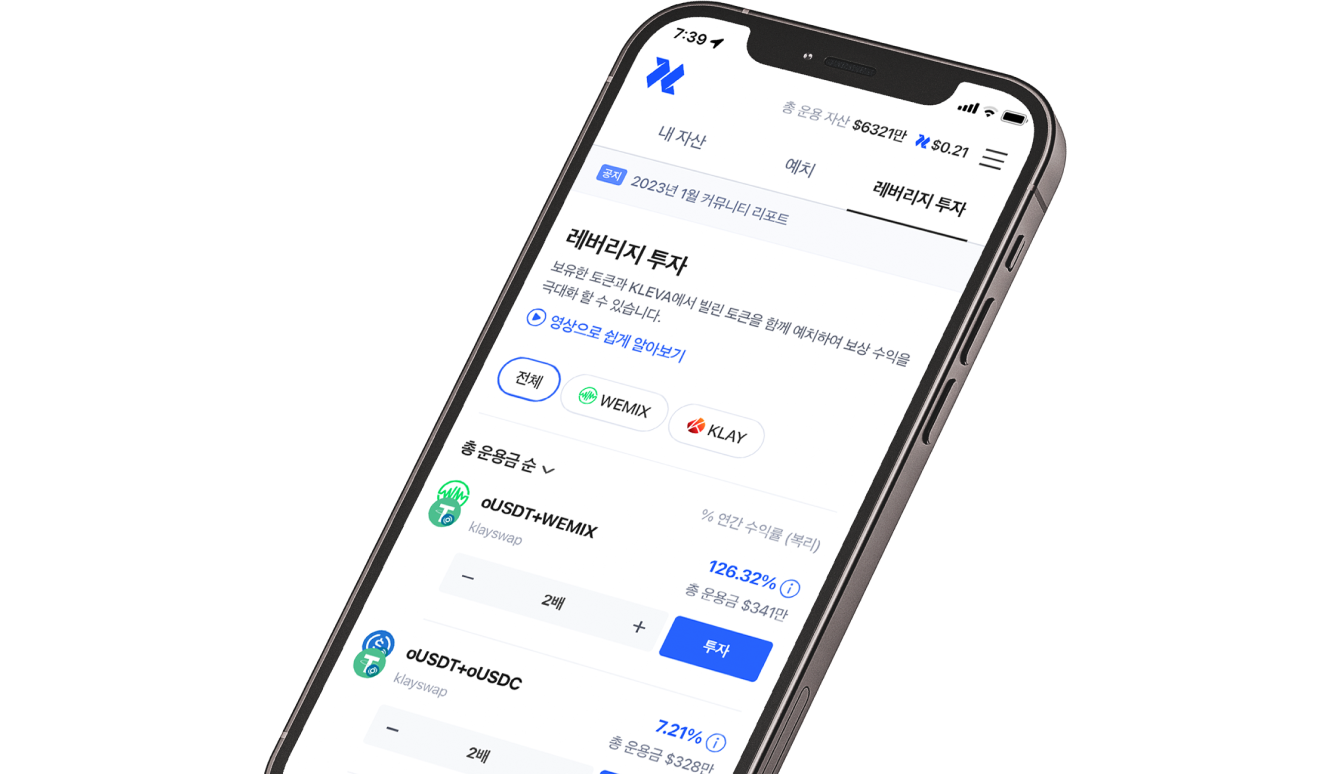 7:39
총 운용 자산 $6321만 $0.21
내 자산
예치
레버리지 투자
공지 2023년 1월 커뮤니티 리포트
레버리지 투자
보유한 토큰과 KLEVA에서 빌린 토큰을 함께 예치하여 보상 수익을
극대화 할 수 있습니다.
영상으로 쉽게 알아보기
전체 WEMIX KLAY
총 운용금 순
oUSDT+WEMIX
klayswap
% 연간 수익률 (복리)
126.32%
총 운용금 $341만
− 2배 +
투자
oUSDT+oUSDC
klayswap
7.21%
총 운용금 $328만
− 2배